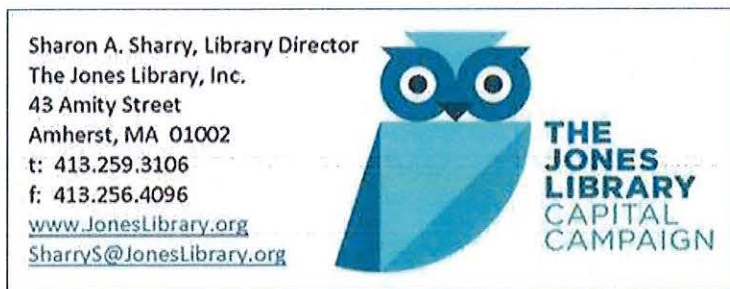 Sharon A. Sharry, Library Director
The Jones Library, Inc.
43 Amity Street
Amherst, MA 01002
t: 413.259.3106
f: 413.256.4096
www.JonesLibrary.org
SharryS@JonesLibrary.org
THE
JONES
LIBRARY
CAPITAL
CAMPAIGN